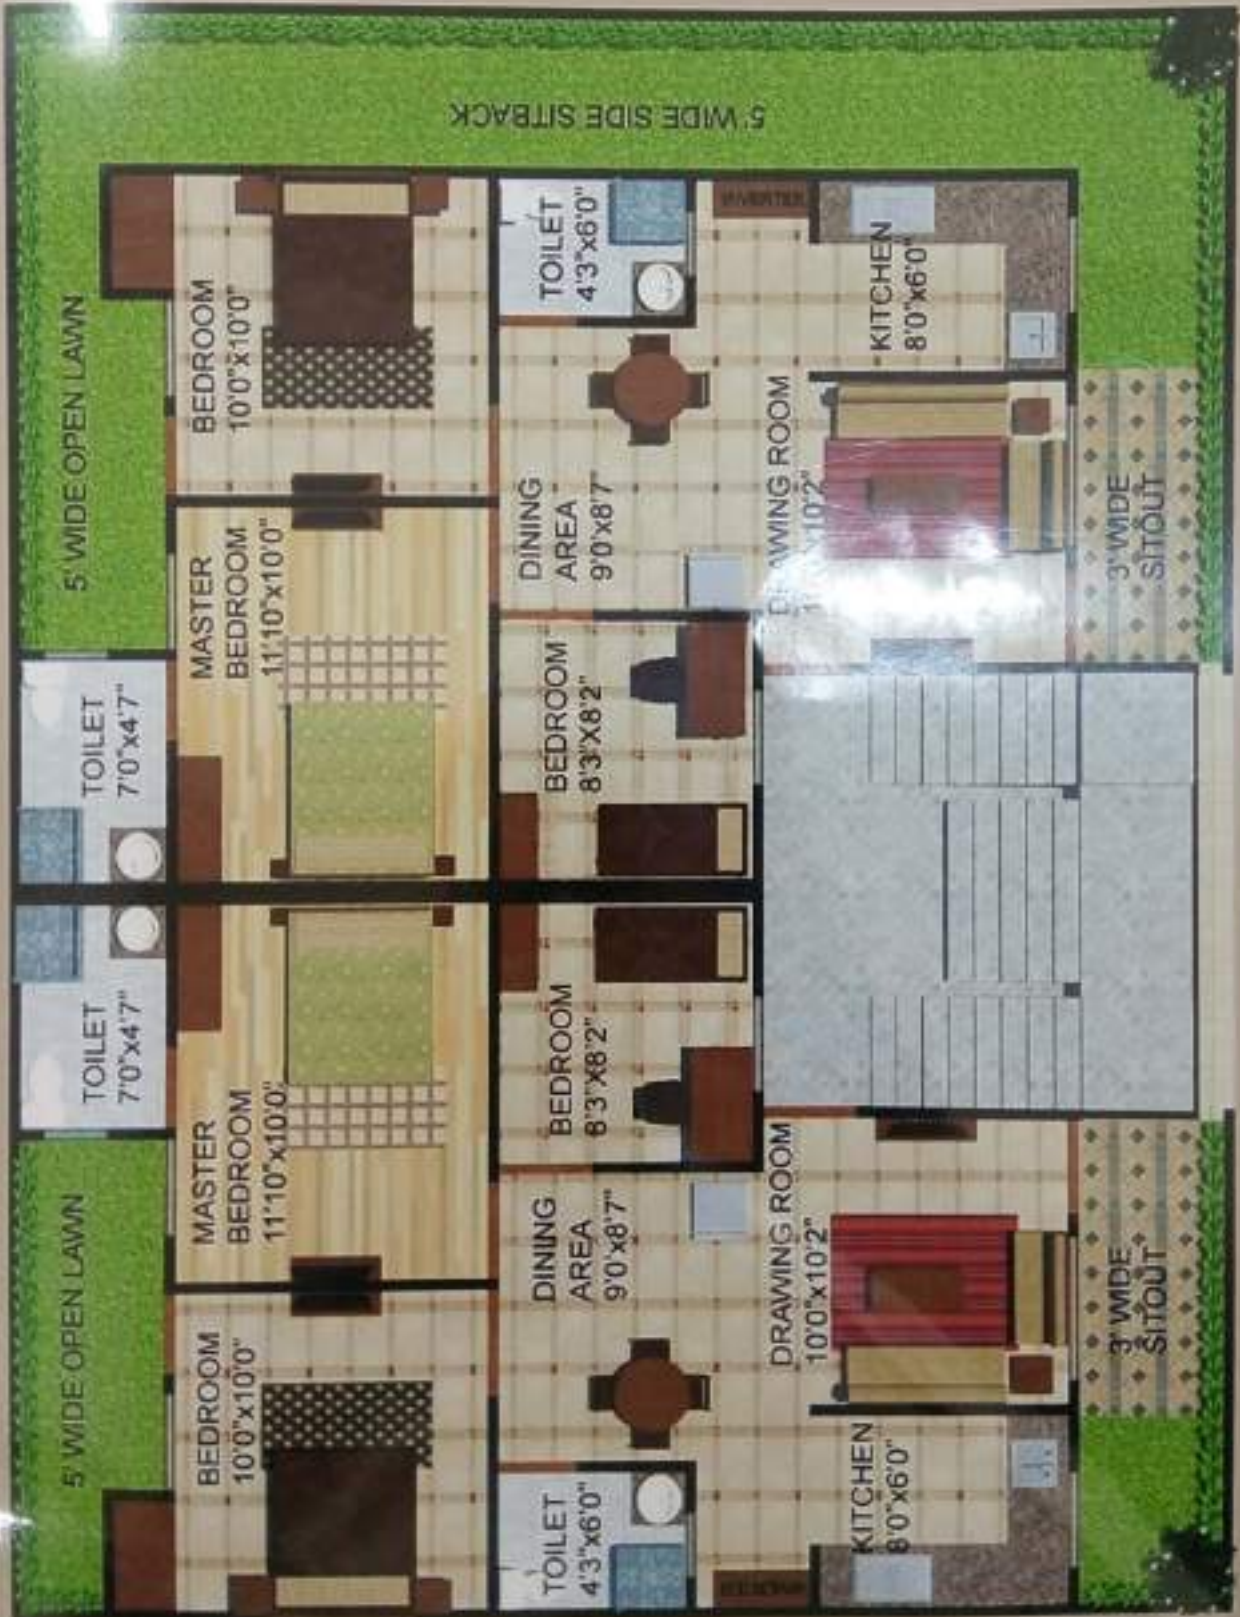 5' WIDE OPEN LAWN
TOILET
7'0"x4'7"
TOILET
7'0"x4'7"
5' WIDE OPEN LAWN
BEDROOM
10'0"x10'0"
MASTER
BEDROOM
11'10"x10'0"
MASTER
BEDROOM
11'10"x10'0"
BEDROOM
10'0"x10'0"
5' WIDE SIDE SITBACK
TOILET
4'3"x6'0"
DINING
AREA
9'0"x8'7"
BEDROOM
8'3"X8'2"
BEDROOM
8'3"X8'2"
DINING
AREA
9'0"x8'7"
TOILET
4'3"x6'0"
KITCHEN
8'0"x6'0"
DRAWING ROOM
10'0"x10'2"
DRAWING ROOM
10'2"
KITCHEN
8'0"x6'0"
3' WIDE
SITOUT
3' WIDE
SITOUT